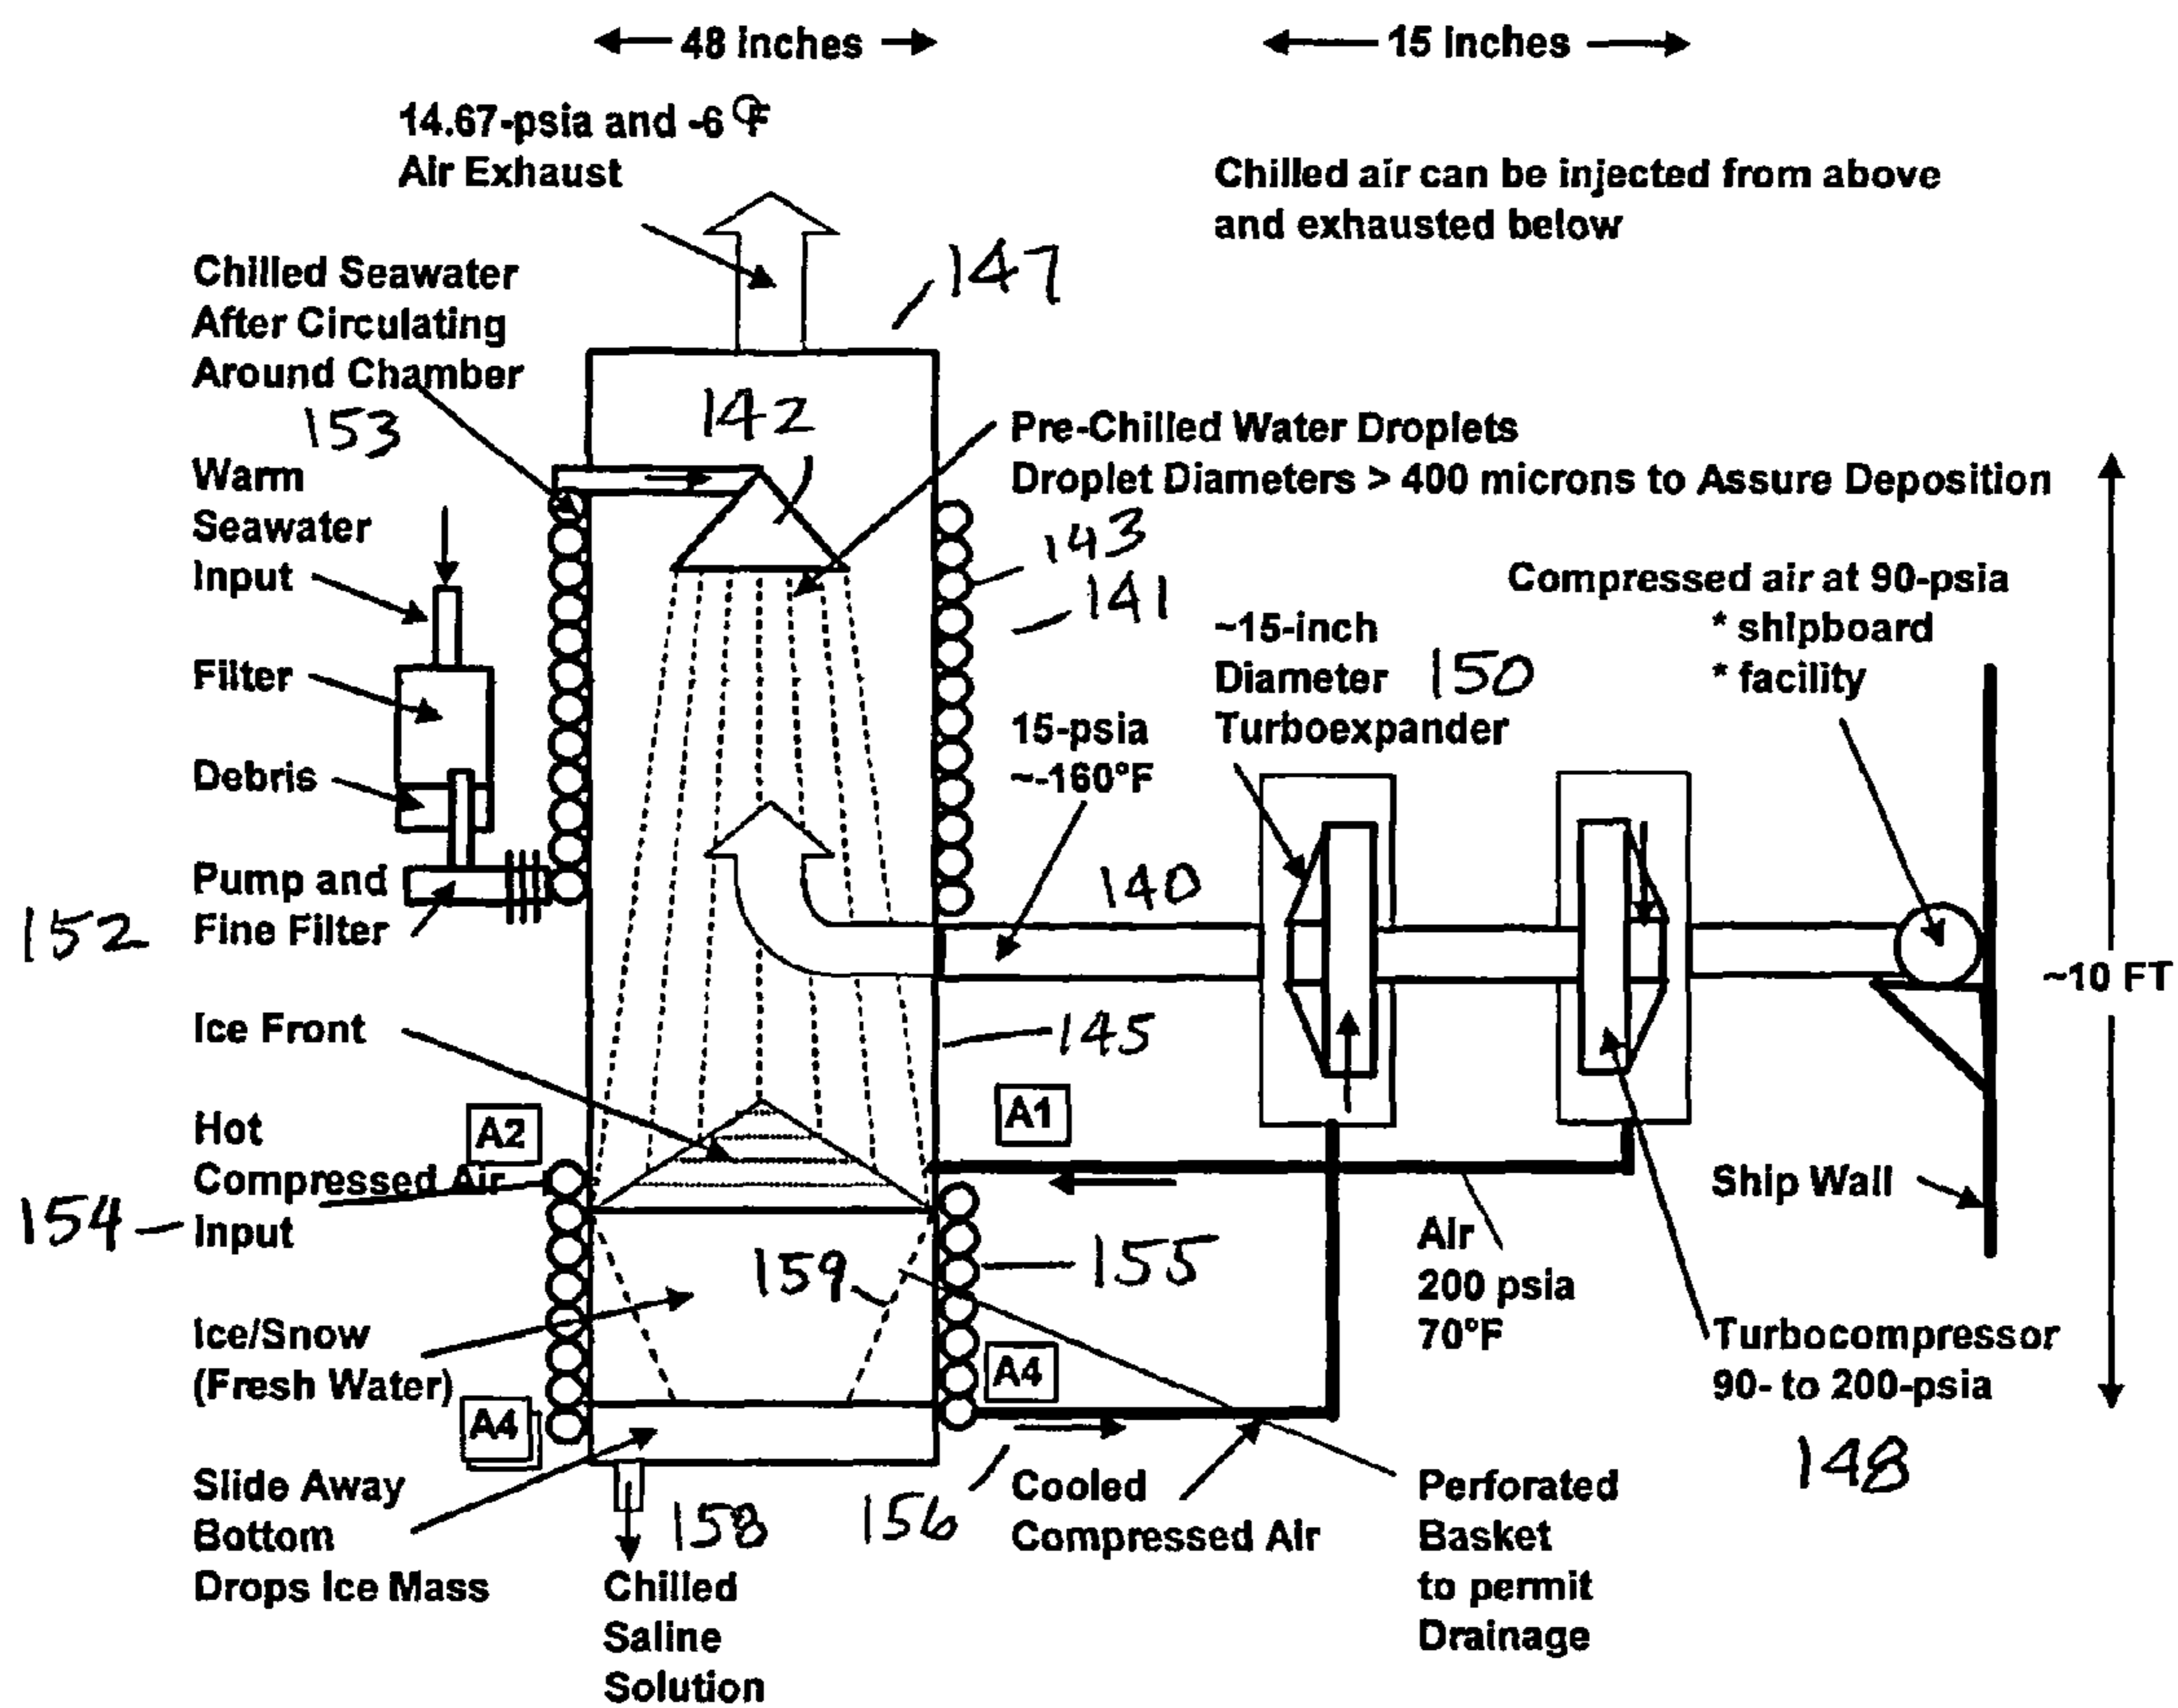 48 inches
15 inches
14.67-psia and -6°F
Air Exhaust
Chilled air can be injected from above
and exhausted below
147
Chilled Seawater
After Circulating
Around Chamber
153
142
Pre-Chilled Water Droplets
Droplet Diameters > 400 microns to Assure Deposition
Warm
Seawater
Input
143
141
Compressed air at 90-psia
* shipboard
* facility
~15-inch
Diameter
Turboexpander
150
Filter
15-psia
~-160°F
Debris
140
Pump and
Fine Filter
152
~10 FT
Ice Front
145
A1
Hot
Compressed Air
Input
A2
154
Ship Wall
Air
200 psia
70°F
155
159
Ice/Snow
(Fresh Water)
A4
Turbocompressor
90- to 200-psia
148
A4
Slide Away
Bottom
Drops Ice Mass
158
156
Cooled
Compressed Air
Perforated
Basket
to permit
Drainage
Chilled
Saline
Solution